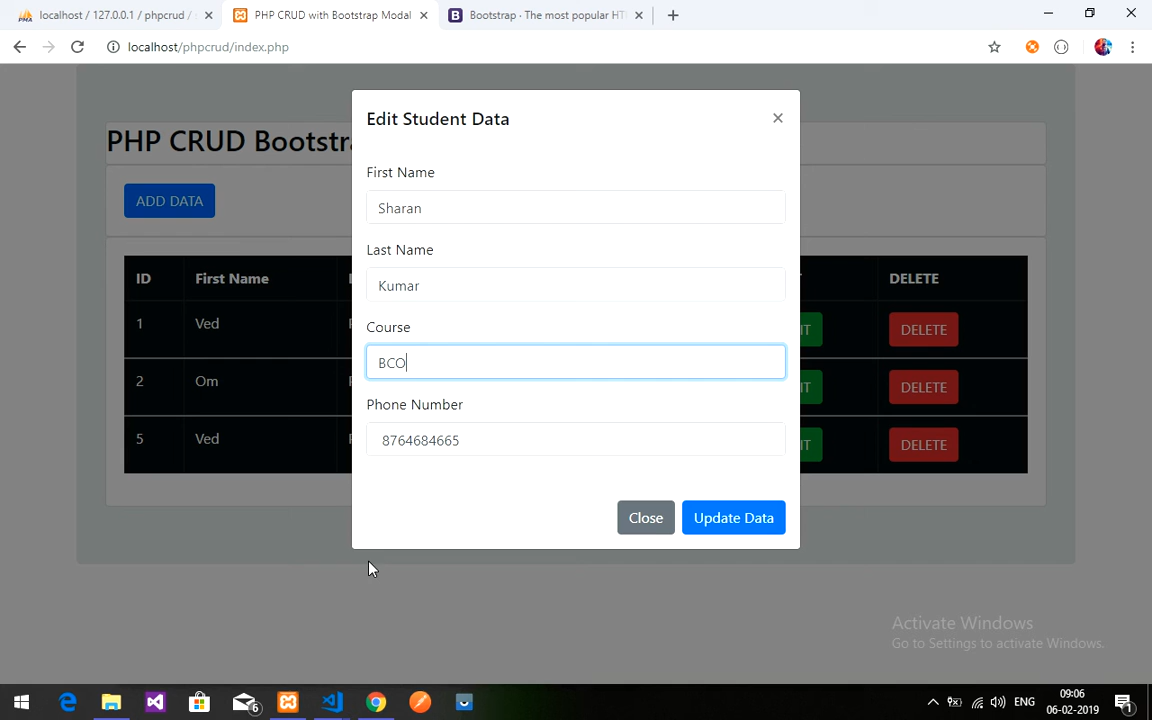 localhost / 127.0.0.1 / phpcrud /
PHP CRUD with Bootstrap Modal
Bootstrap · The most popular HT
localhost/phpcrud/index.php
Edit Student Data
PHP CRUD Bootstr
First Name
ADD DATA
Sharan
Last Name
ID First Name DELETE
Kumar
1 Ved DELETE
Course
BCO
2 Om DELETE
Phone Number
5 Ved DELETE
8764684665
Close Update Data
Activate Windows
Go to Settings to activate Windows.
6
ENG
09:06
06-02-2019
1